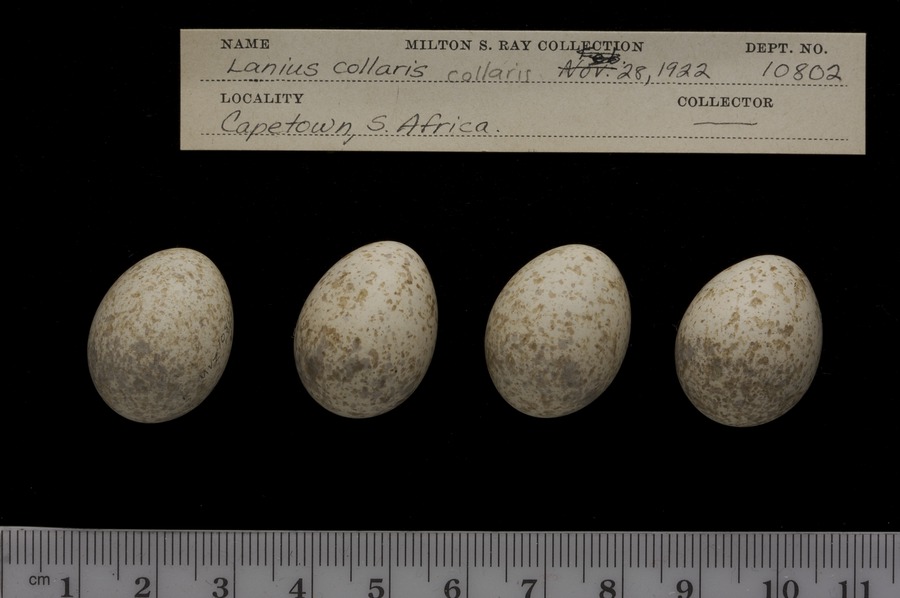 NAME MILTON S. RAY COLLECTION DEPT. NO.
Lanius collaris collaris Nov. Feb. 28, 1922 10802
LOCALITY COLLECTOR
Capetown, S. Africa.
cm 1 2 3 4 5 6 7 8 9 10 11